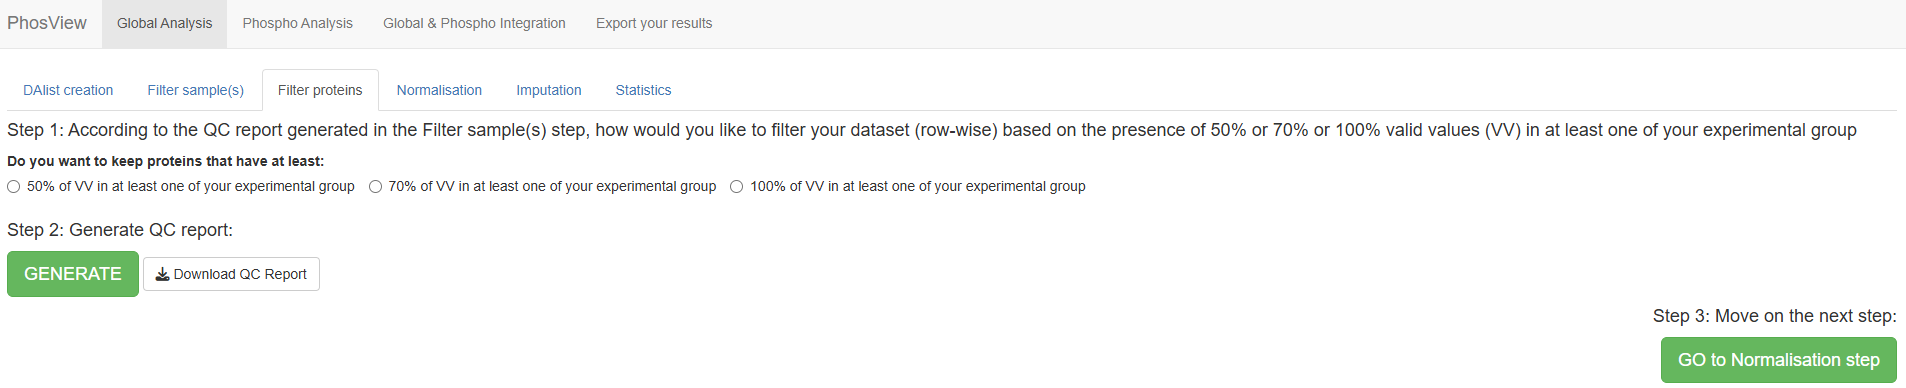 PhosView Global Analysis Phospho Analysis Global & Phospho Integration Export your results
DAlist creation Filter sample(s) Filter proteins Normalisation Imputation Statistics
Step 1: According to the QC report generated in the Filter sample(s) step, how would you like to filter your dataset (row-wise) based on the presence of 50% or 70% or 100% valid values (VV) in at least one of your experimental group
Do you want to keep proteins that have at least:
50% of VV in at least one of your experimental group 70% of VV in at least one of your experimental group 100% of VV in at least one of your experimental group
Step 2: Generate QC report:
GENERATE Download QC Report
Step 3: Move on the next step:
GO to Normalisation step